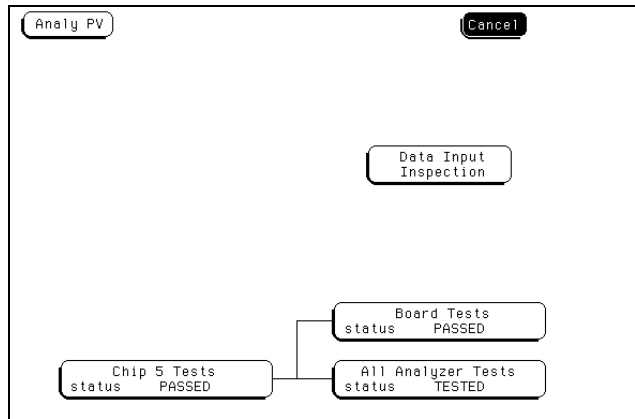 Analy PV
Cancel
Data Input
Inspection
Board Tests
status PASSED
Chip 5 Tests
status PASSED
All Analyzer Tests
status TESTED